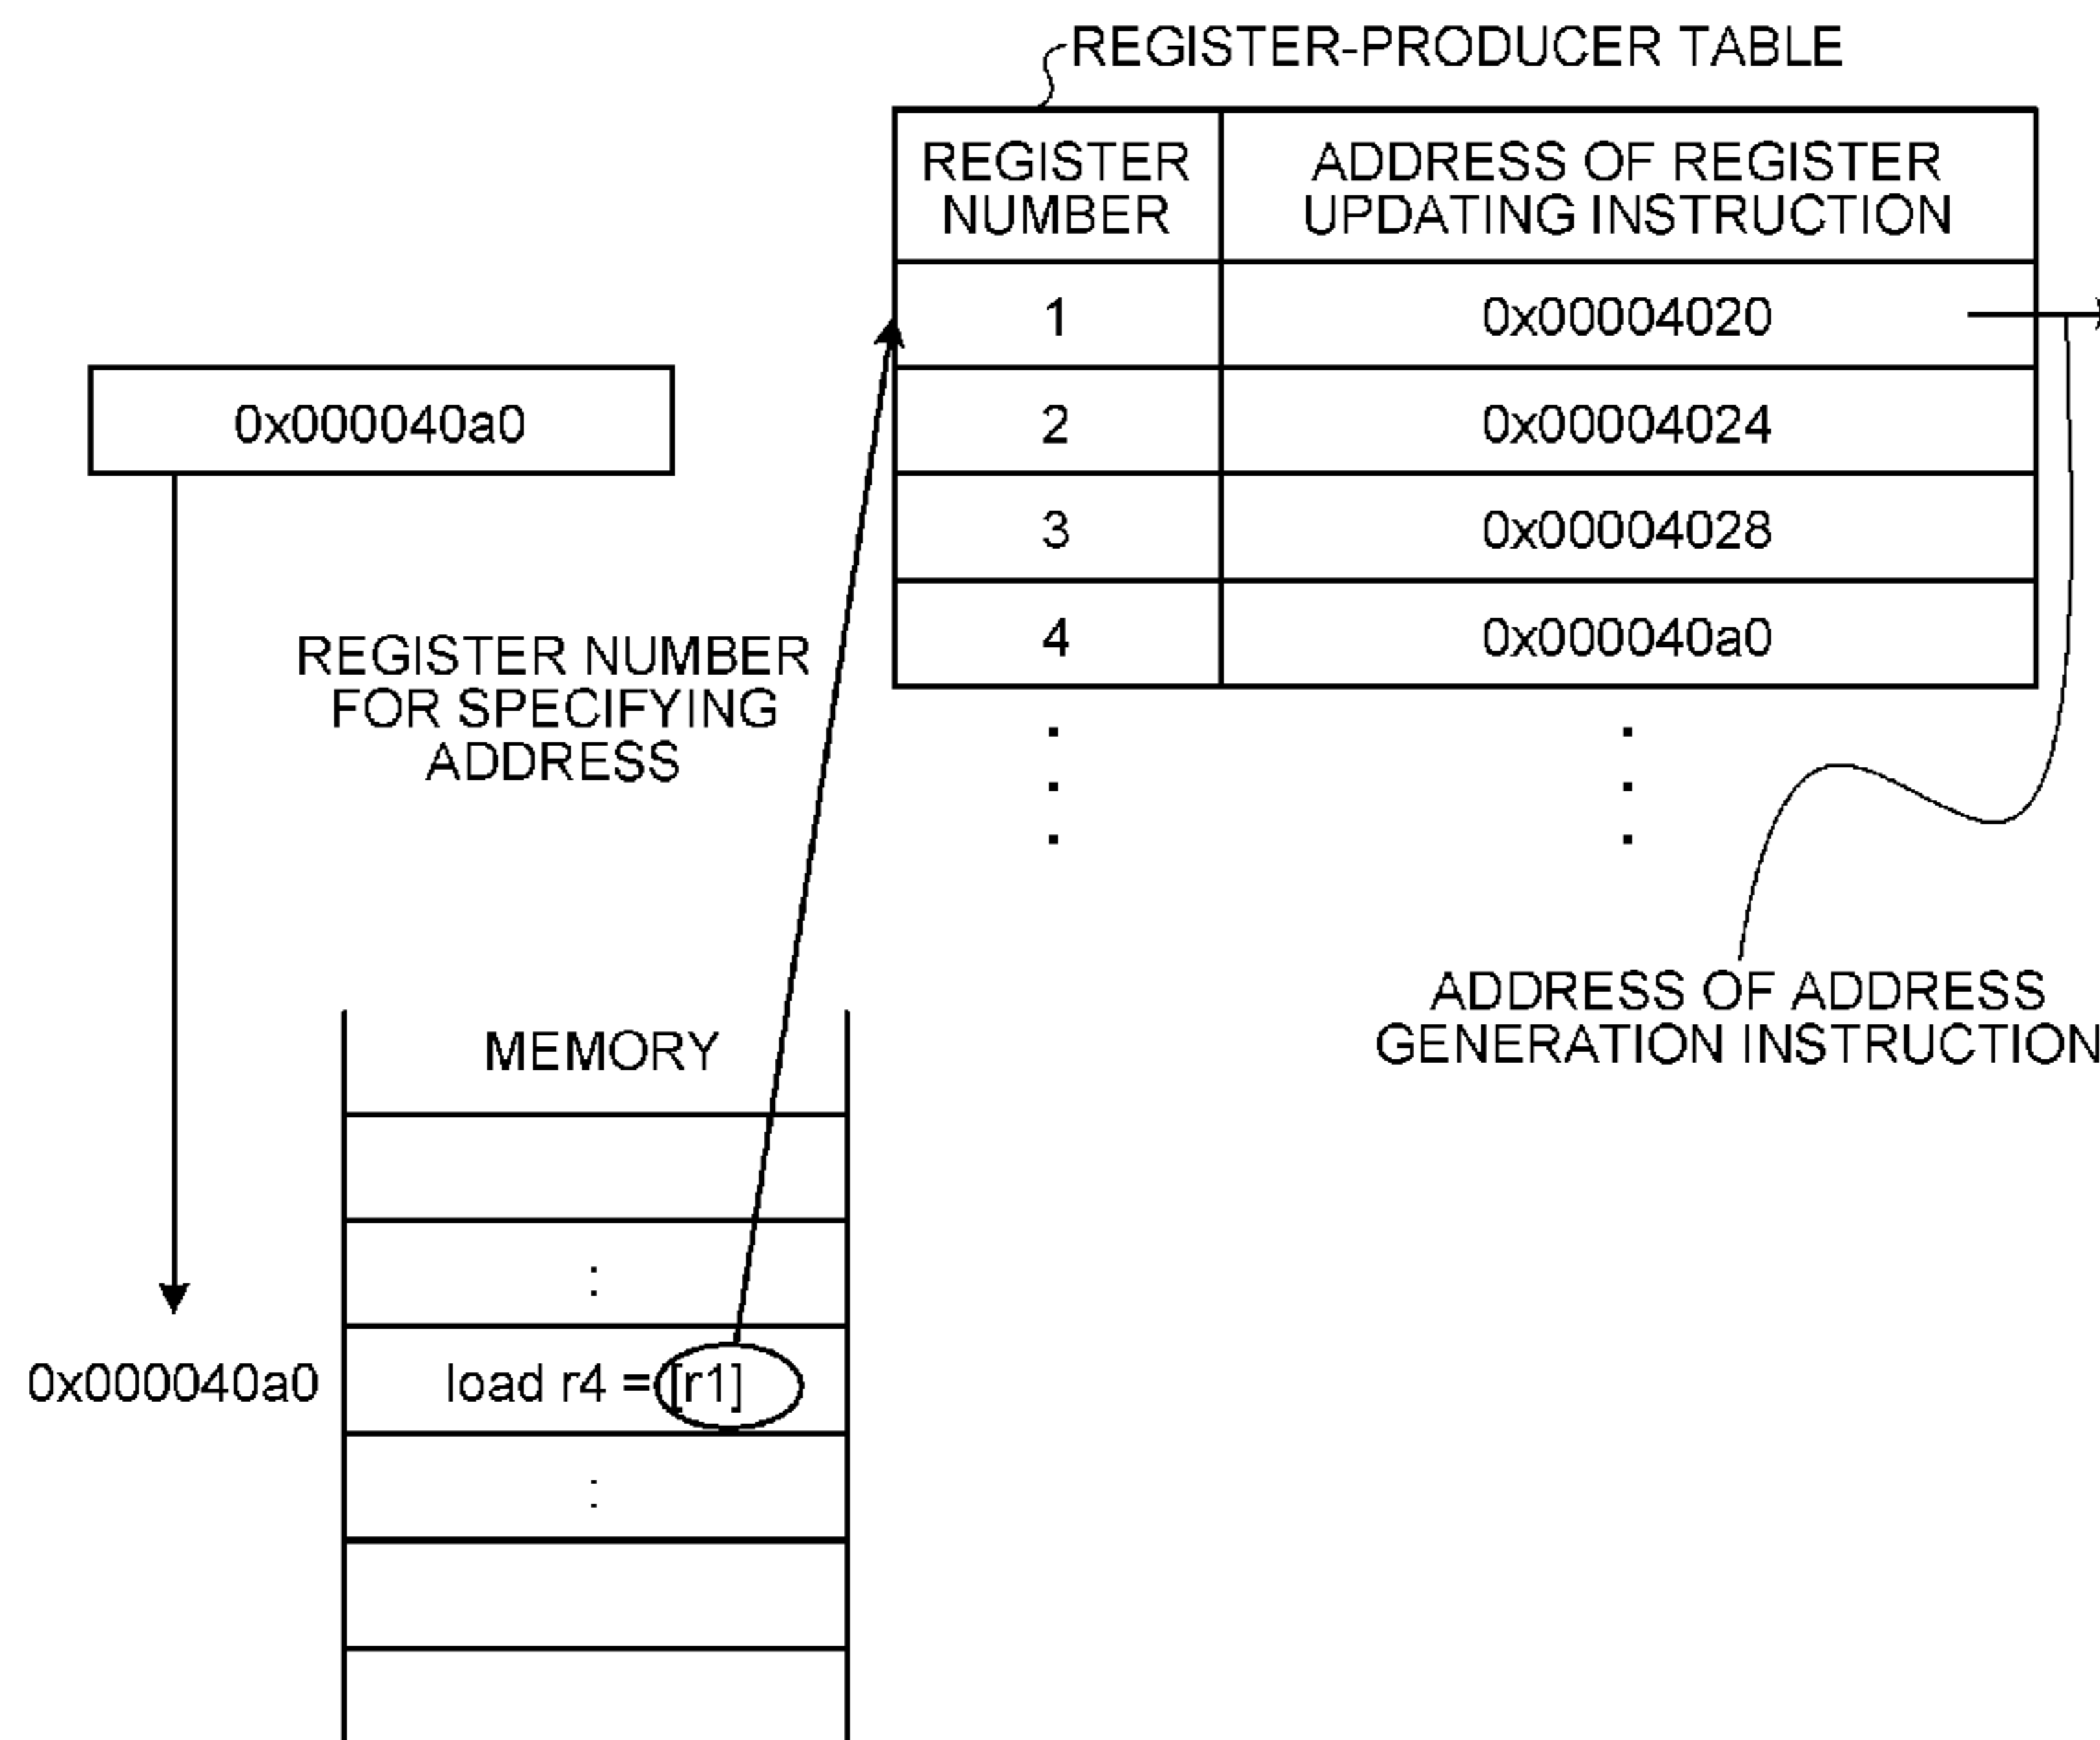 REGISTER-PRODUCER TABLE
REGISTER
NUMBER
ADDRESS OF REGISTER
UPDATING INSTRUCTION
1
0x00004020
2
0x00004024
3
0x00004028
4
0x000040a0
0x000040a0
REGISTER NUMBER
FOR SPECIFYING
ADDRESS
ADDRESS OF ADDRESS
GENERATION INSTRUCTION
MEMORY
:
0x000040a0
load r4 = [r1]
: